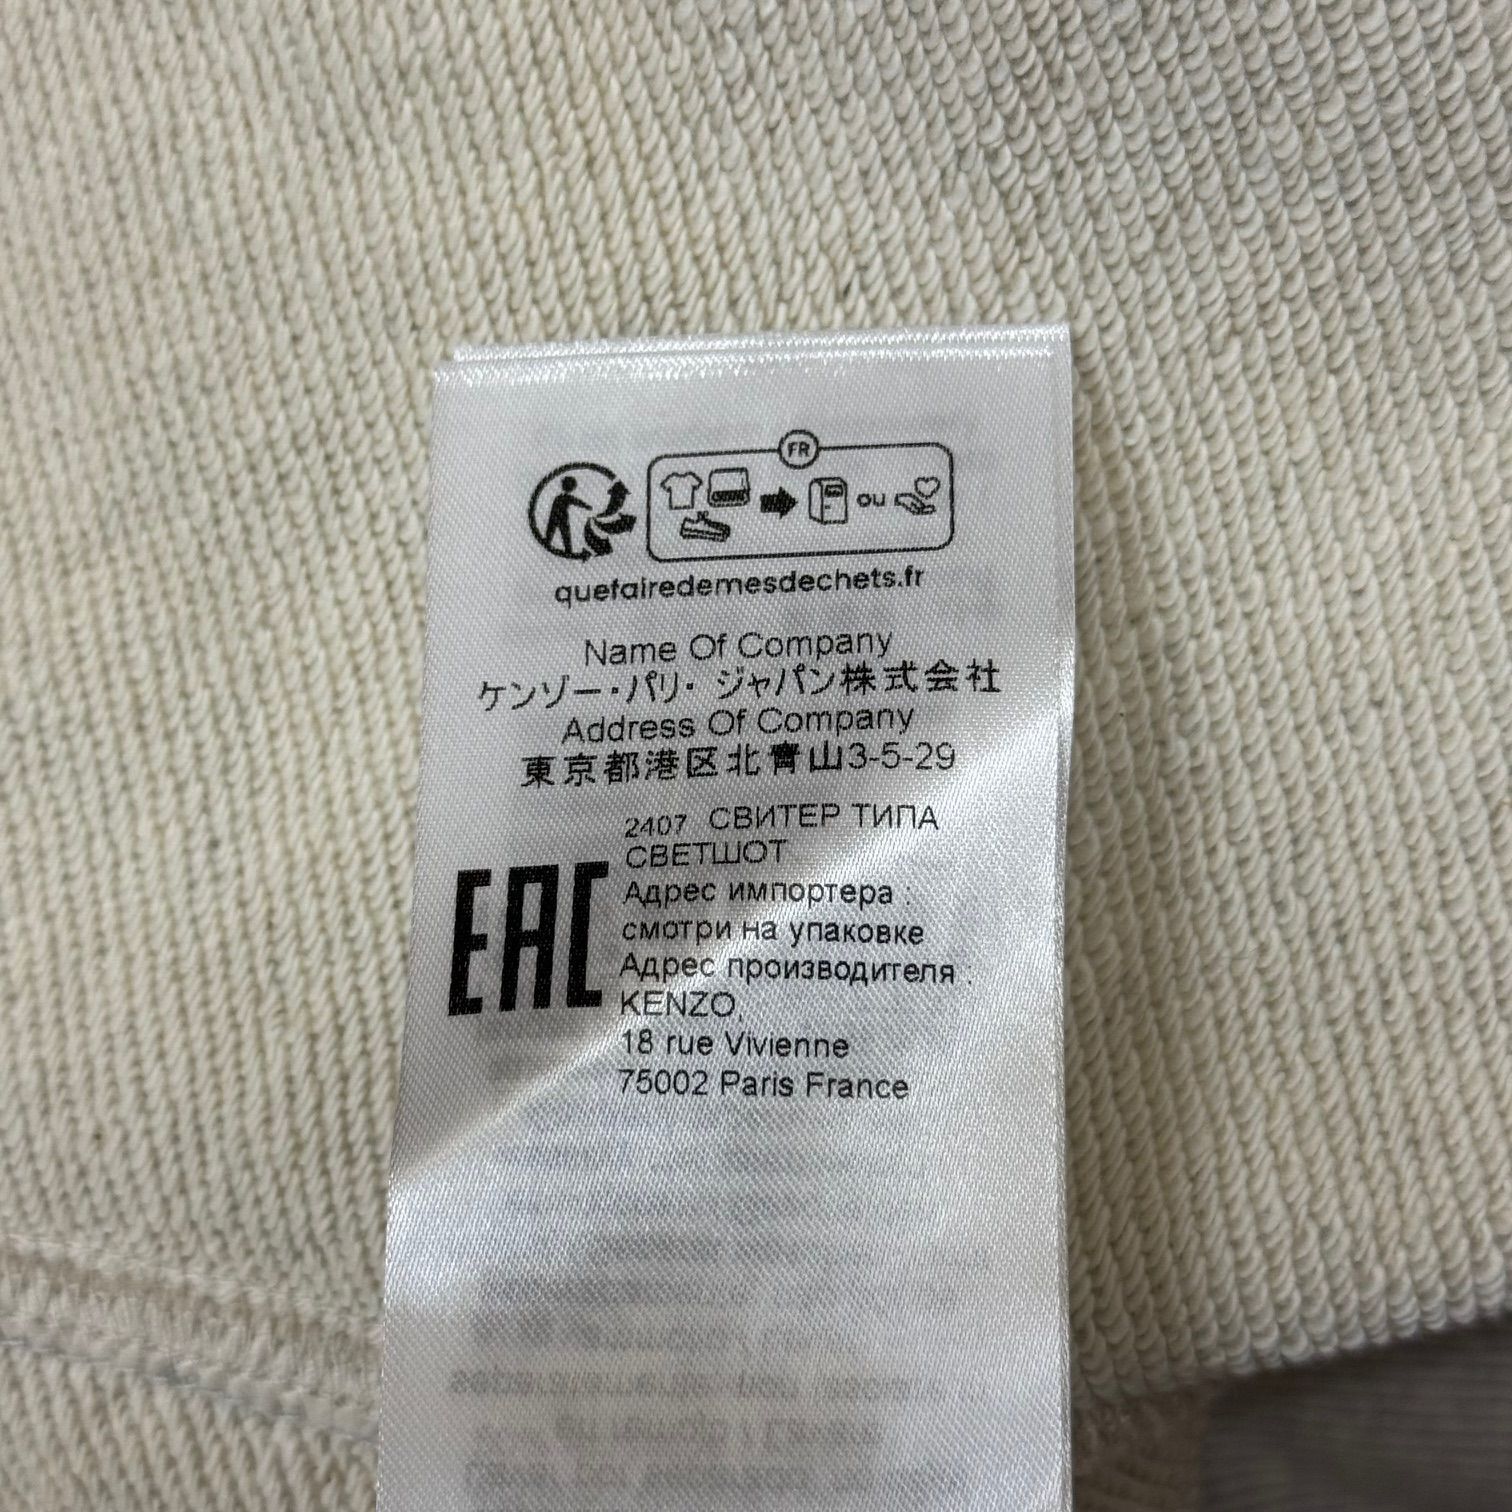 FR
ou
quefairedemesdechets.fr
Name Of Company
ケンゾー・パリ・ ジャパン株式会社
Address Of Company
東京都港区北青山3-5-29
2407 СВИТЕР ТИПА
СВЕТШОТ
EAC
Адрес импортера :
смотри на упаковке
Адрес производителя :
KENZO,
18 rue Vivienne
75002 Paris France